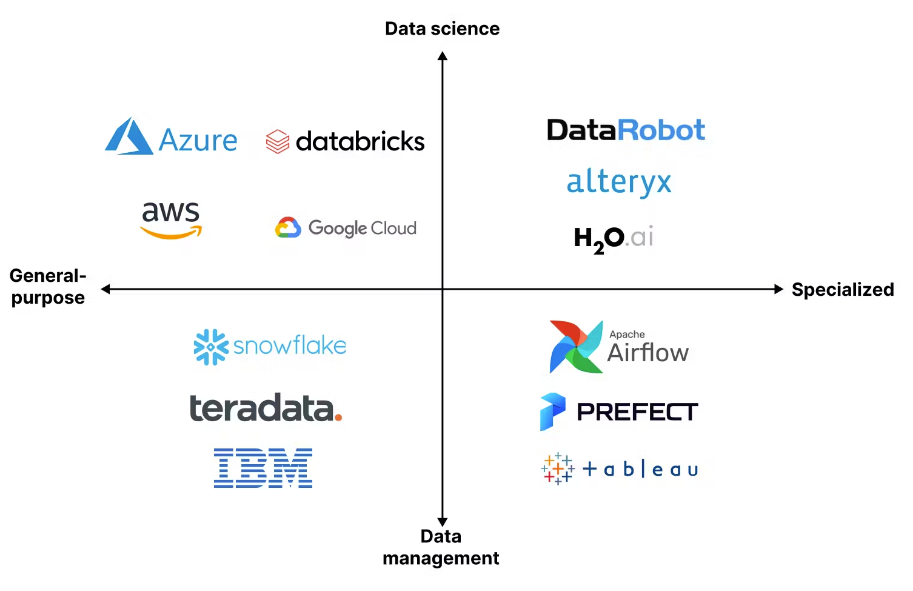 Data science
Azure
databricks
aws
Google Cloud
DataRobot
alteryx
H2O.ai
General-
purpose
Specialized
snowflake
teradata.
IBM
Apache
Airflow
PREFECT
+ableau
Data
management